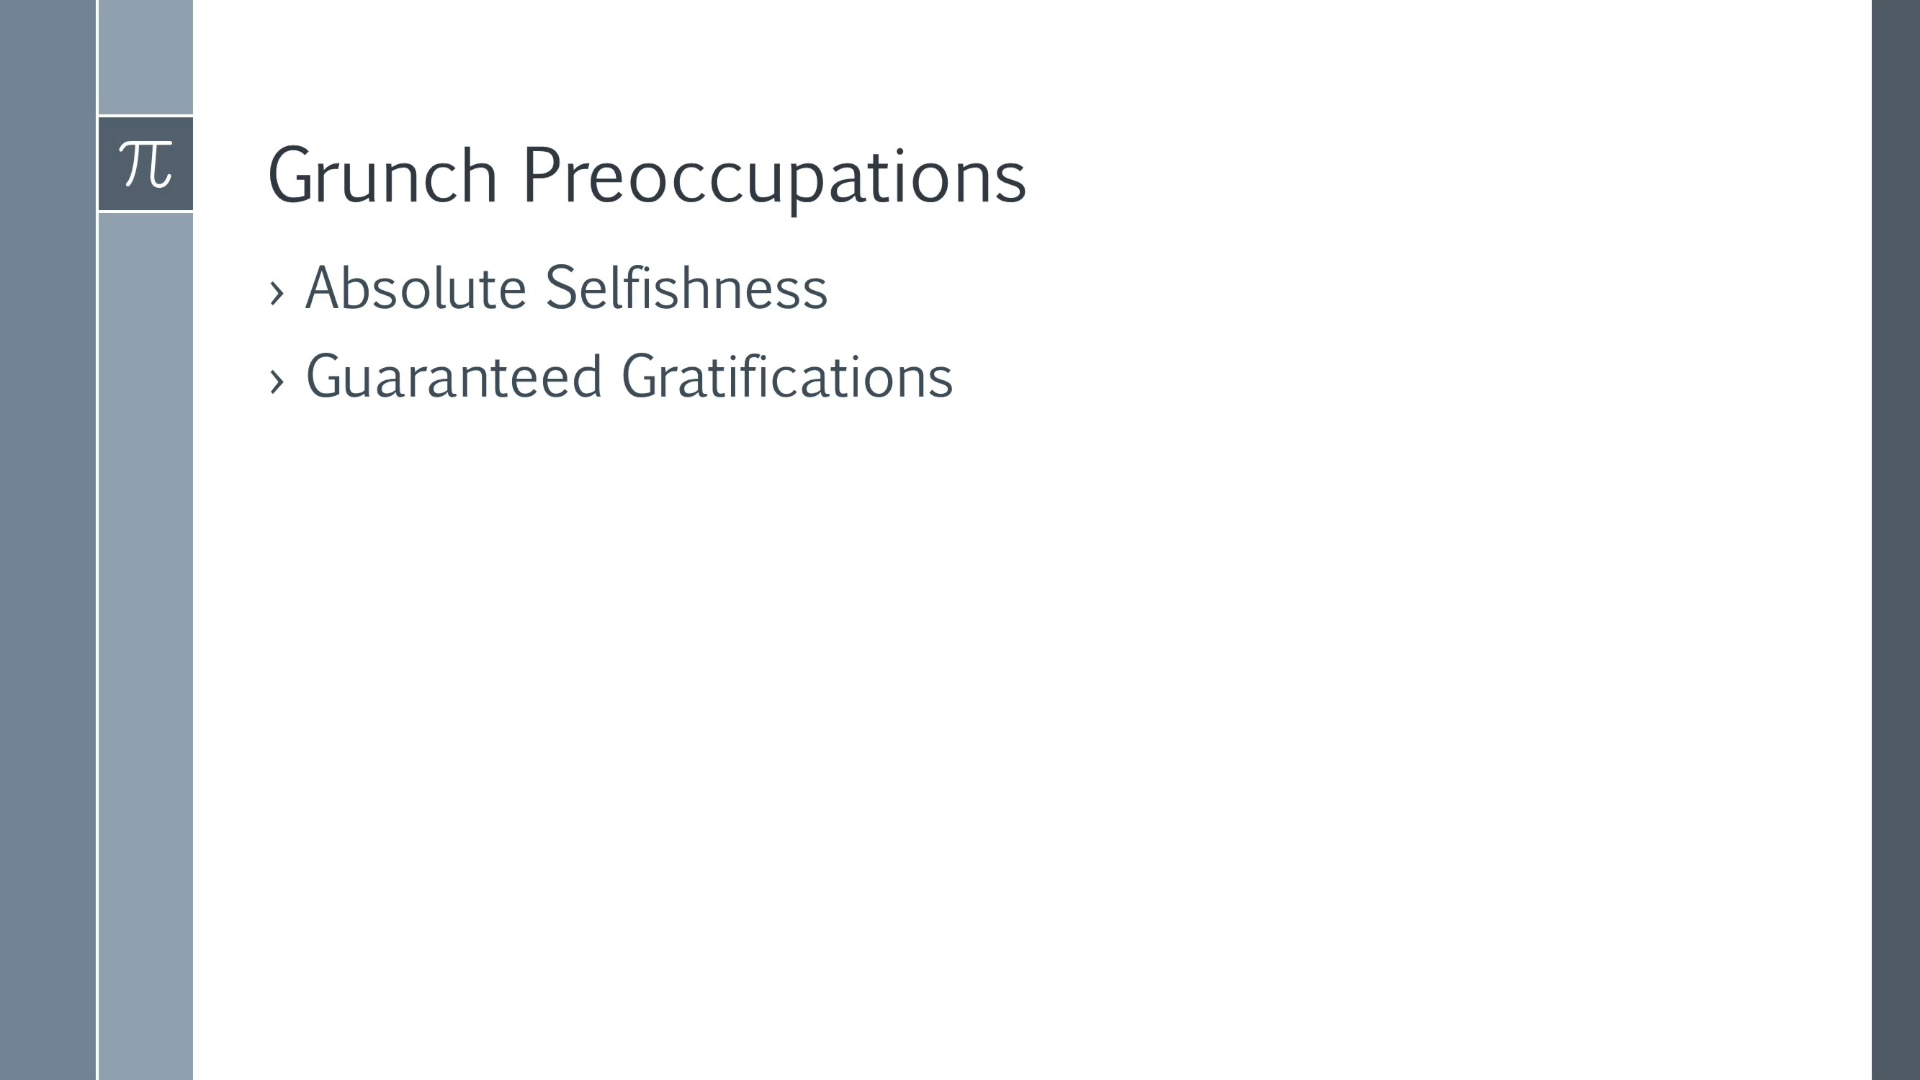 π
Grunch Preoccupations
› Absolute Selfishness
› Guaranteed Gratifications